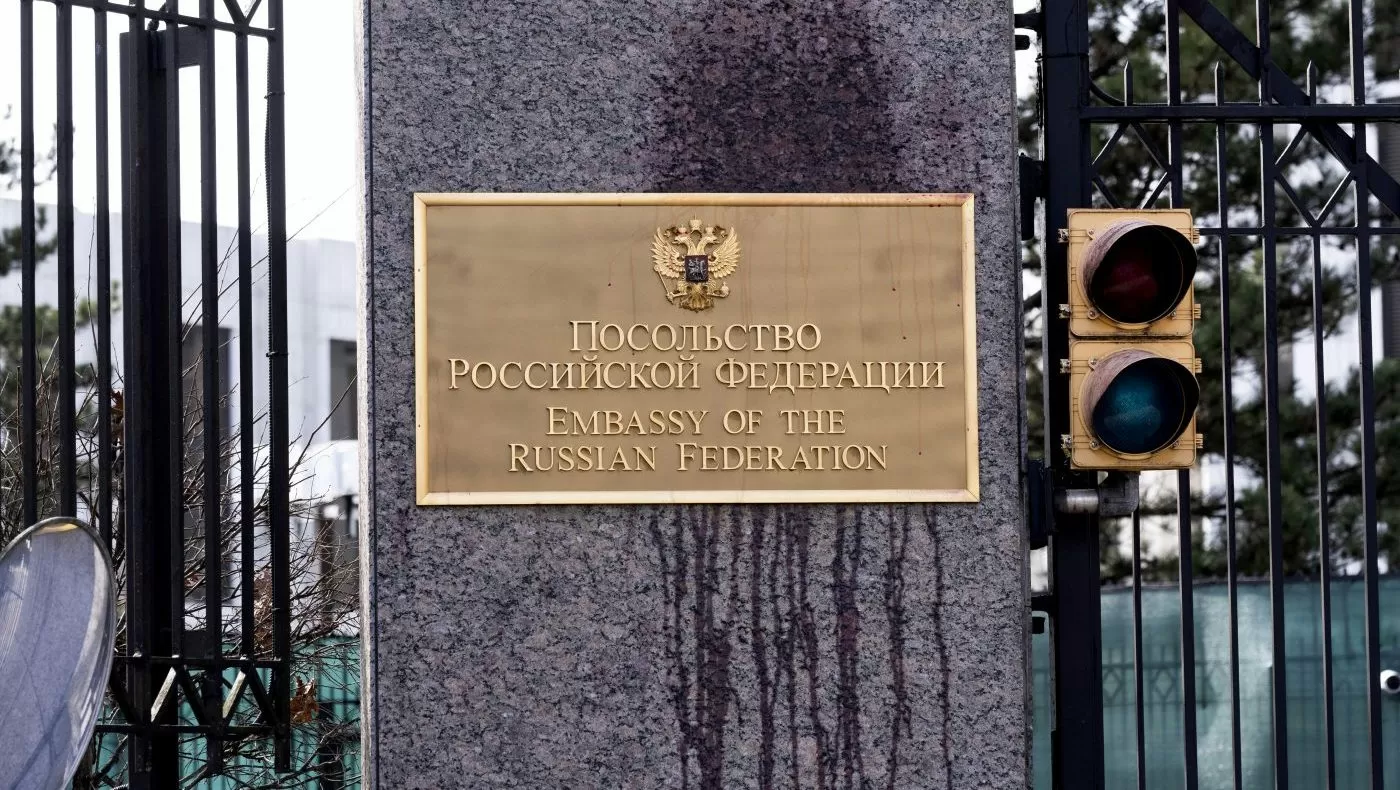 Посольство
Российской Федерации
Embassy of the
Russian Federation